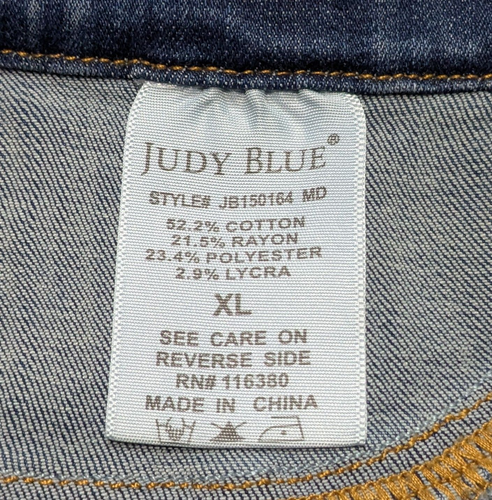 JUDY BLUE®
STYLE# JB150164 MD
52.2% COTTON
21.5% RAYON
23.4% POLYESTER
2.9% LYCRA
XL
SEE CARE ON
REVERSE SIDE
RN# 116380
MADE IN CHINA